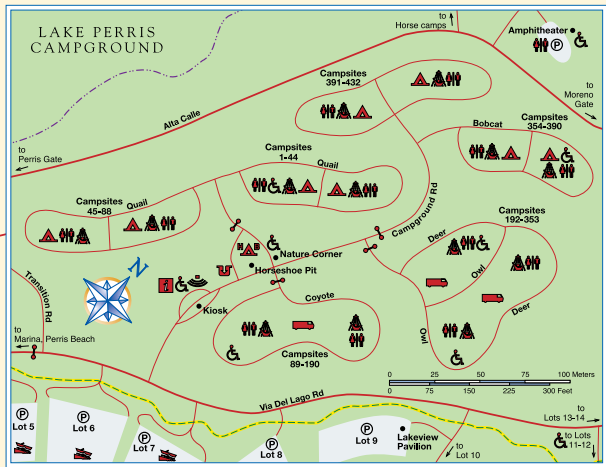 LAKE PERRIS
CAMPGROUND
to
Horse camps
Amphitheater
P
to
Moreno
Gate
Campsites
391-432
Alta Calle
to
Perris Gate
Bobcat
Campsites
354-390
Campsites
1-44
Quail
Campsites
45-88
Quail
Campground Rd
Campsites
192-353
Deer
Owl
Deer
Owl
H B
Nature Corner
Horseshoe Pit
N
Transition Rd
Kiosk
Coyote
to
Marina, Perris Beach
Campsites
89-190
0 50 100 Meters
0 75 150 225 300 Feet
Via Del Lago Rd
to
Lots 13-14
to Lots
11-12
P
Lot 5
P
Lot 6
P
Lot 7
P
Lot 8
P
Lot 9
Lakeview
Pavilion
to
Lot 10